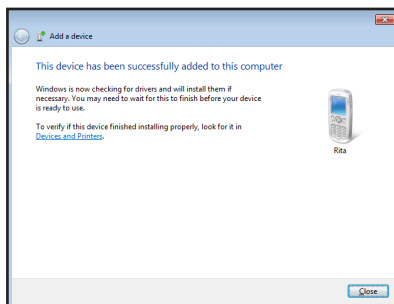 Add a device
This device has been successfully added to this computer
Windows is now checking for drivers and will install them if
necessary. You may need to wait for this to finish before your device
is ready to use.
To verify if this device finished installing properly, look for it in
Devices and Printers.
Rita
Close